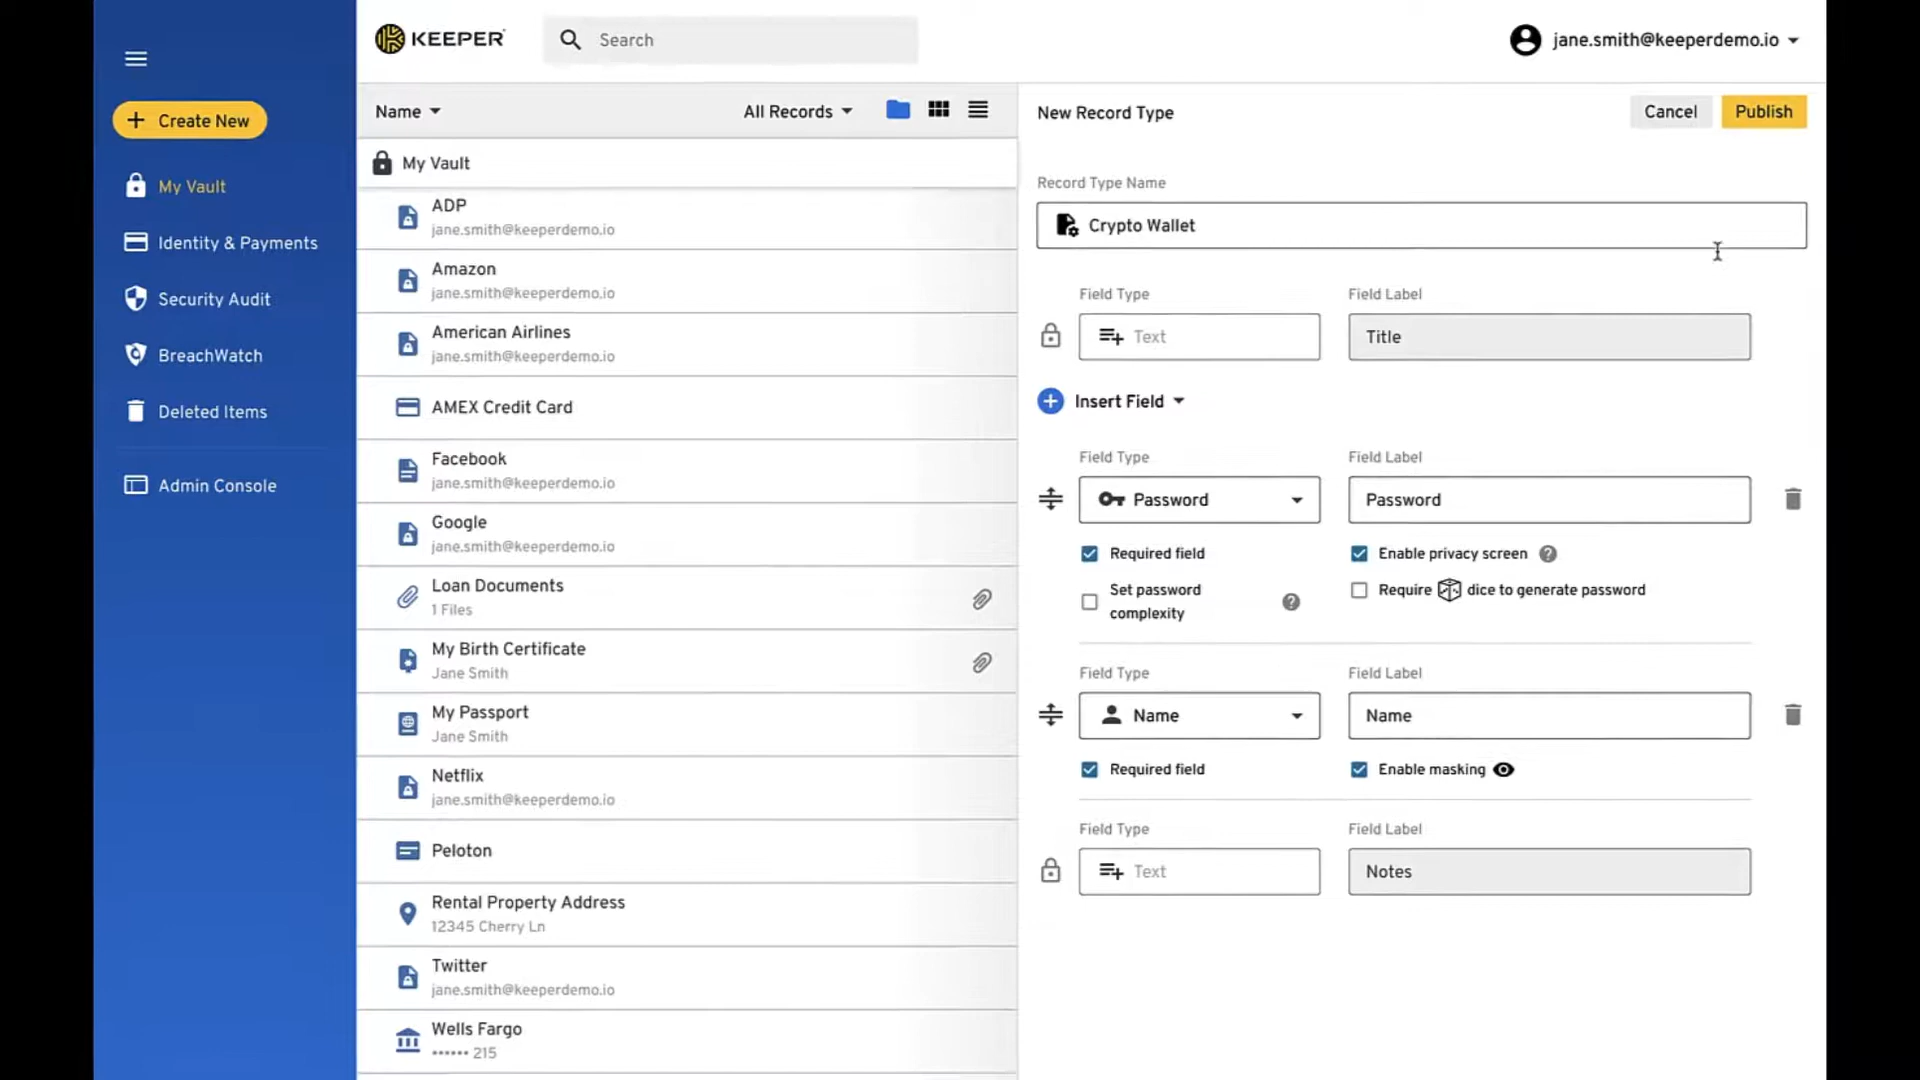 KEEPER
Search
jane.smith@keeperdemo.io
Create New
My Vault
Identity & Payments
Security Audit
BreachWatch
Deleted Items
Admin Console
Name
All Records
My Vault
ADP
jane.smith@keeperdemo.io
Amazon
jane.smith@keeperdemo.io
American Airlines
jane.smith@keeperdemo.io
AMEX Credit Card
Facebook
jane.smith@keeperdemo.io
Google
jane.smith@keeperdemo.io
Loan Documents
1 Files
My Birth Certificate
Jane Smith
My Passport
Jane Smith
Netflix
jane.smith@keeperdemo.io
Peloton
Rental Property Address
12345 Cherry Ln
Twitter
jane.smith@keeperdemo.io
Wells Fargo
•••••• 215
New Record Type
Cancel
Publish
Record Type Name
Crypto Wallet
Field Type
Field Label
Text
Title
Insert Field
Field Type
Field Label
Password
Password
Required field
Enable privacy screen
Set password
complexity
Require dice to generate password
Field Type
Field Label
Name
Name
Required field
Enable masking
Field Type
Field Label
Text
Notes